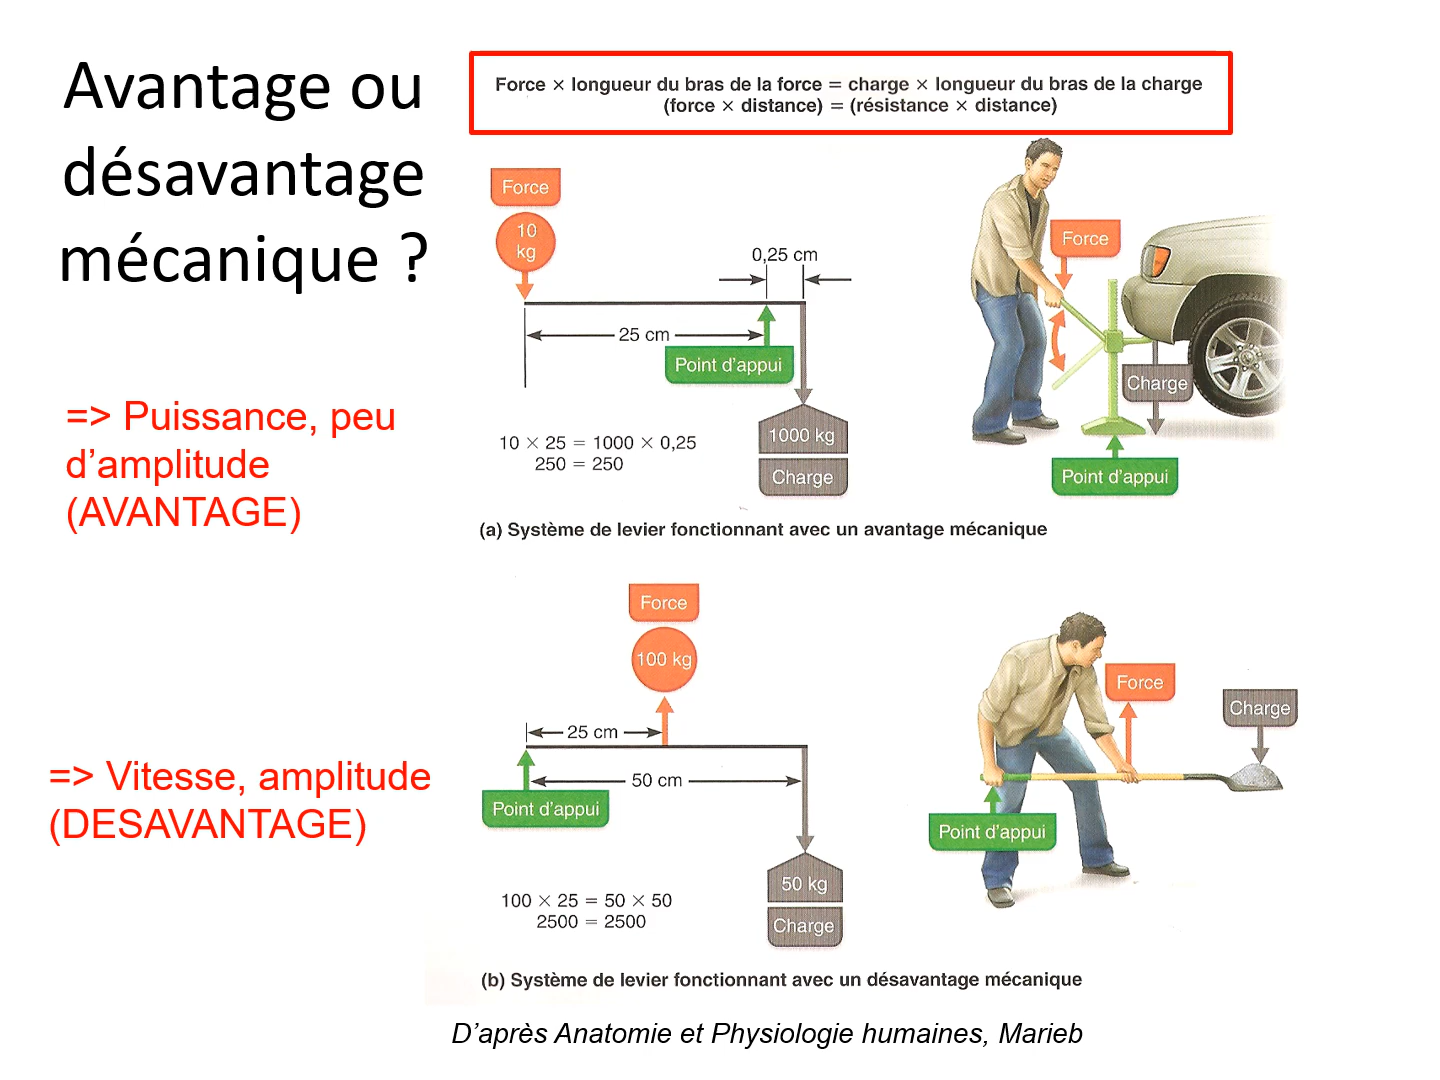 Avantage ou
désavantage
mécanique ?
Force × longueur du bras de la force = charge × longueur du bras de la charge
(force × distance) = (résistance × distance)
Force
10
kg
0,25 cm
25 cm
Point d'appui
10 × 25 = 1000 × 0,25
250 = 250
1000 kg
Charge
Force
Charge
Point d'appui
(a) Système de levier fonctionnant avec un avantage mécanique
=> Puissance, peu
d’amplitude
(AVANTAGE)
Force
100 kg
25 cm
50 cm
Point d'appui
100 × 25 = 50 × 50
2500 = 2500
50 kg
Charge
Force
Charge
Point d'appui
(b) Système de levier fonctionnant avec un désavantage mécanique
=> Vitesse, amplitude
(DESAVANTAGE)
D’après Anatomie et Physiologie humaines, Marieb